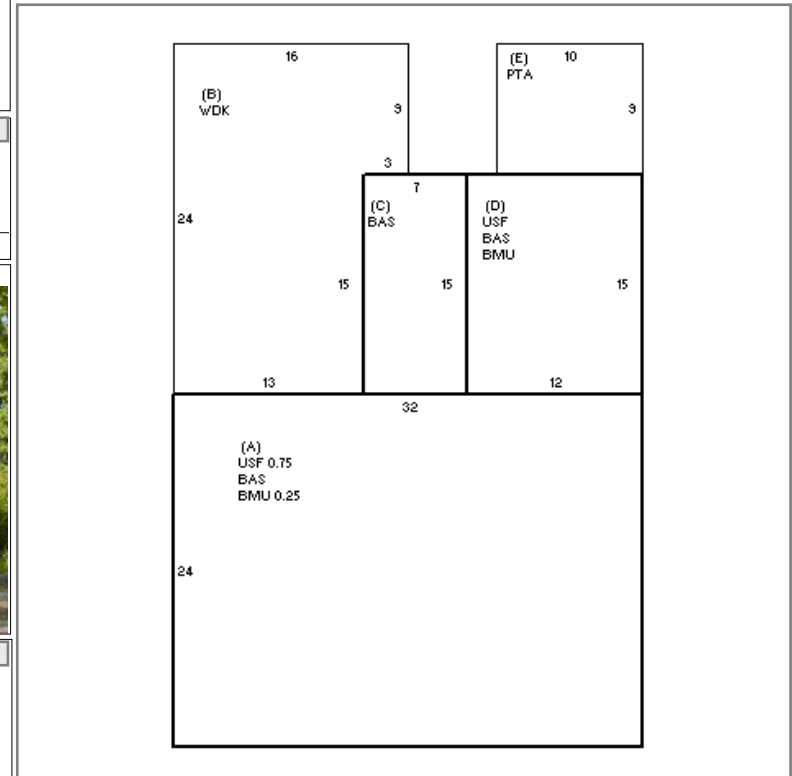 16
(B)
WDK
9
3
24
15
13
(E) 10
PTA
9
7
(C)
BAS
15
(D)
USF
BAS
BMU
15
12
32
(A)
USF 0.75
BAS
BMU 0.25
24